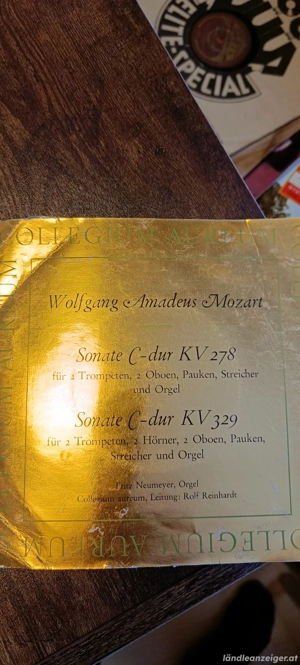 ELITE-SPECIAL
COLLEGIUM AUREUM
Wolfgang Amadeus Mozart
Sonate C-dur KV 278
für 2 Trompeten, 2 Oboen, Pauken, Streicher
und Orgel
Sonate C-dur KV 329
für 2 Trompeten, 2 Hörner, 2 Oboen, Pauken,
Streicher und Orgel
Fritz Neumeyer, Orgel
Collegium aureum, Leitung: Rolf Reinhardt
COLLEGIUM AUREUM
ländleanzeiger.at